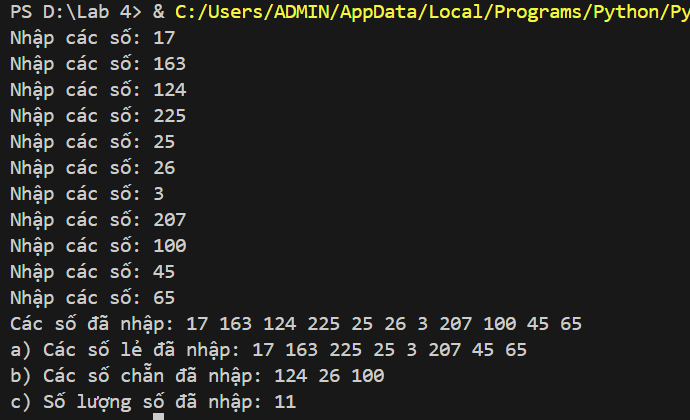 PS D:\Lab 4> & C:/Users/ADMIN/AppData/Local/Programs/Python/Py
Nhập các số: 17
Nhập các số: 163
Nhập các số: 124
Nhập các số: 225
Nhập các số: 25
Nhập các số: 26
Nhập các số: 3
Nhập các số: 207
Nhập các số: 100
Nhập các số: 45
Nhập các số: 65
Các số đã nhập: 17 163 124 225 25 26 3 207 100 45 65
a) Các số lẻ đã nhập: 17 163 225 25 3 207 45 65
b) Các số chẵn đã nhập: 124 26 100
c) Số lượng số đã nhập: 11